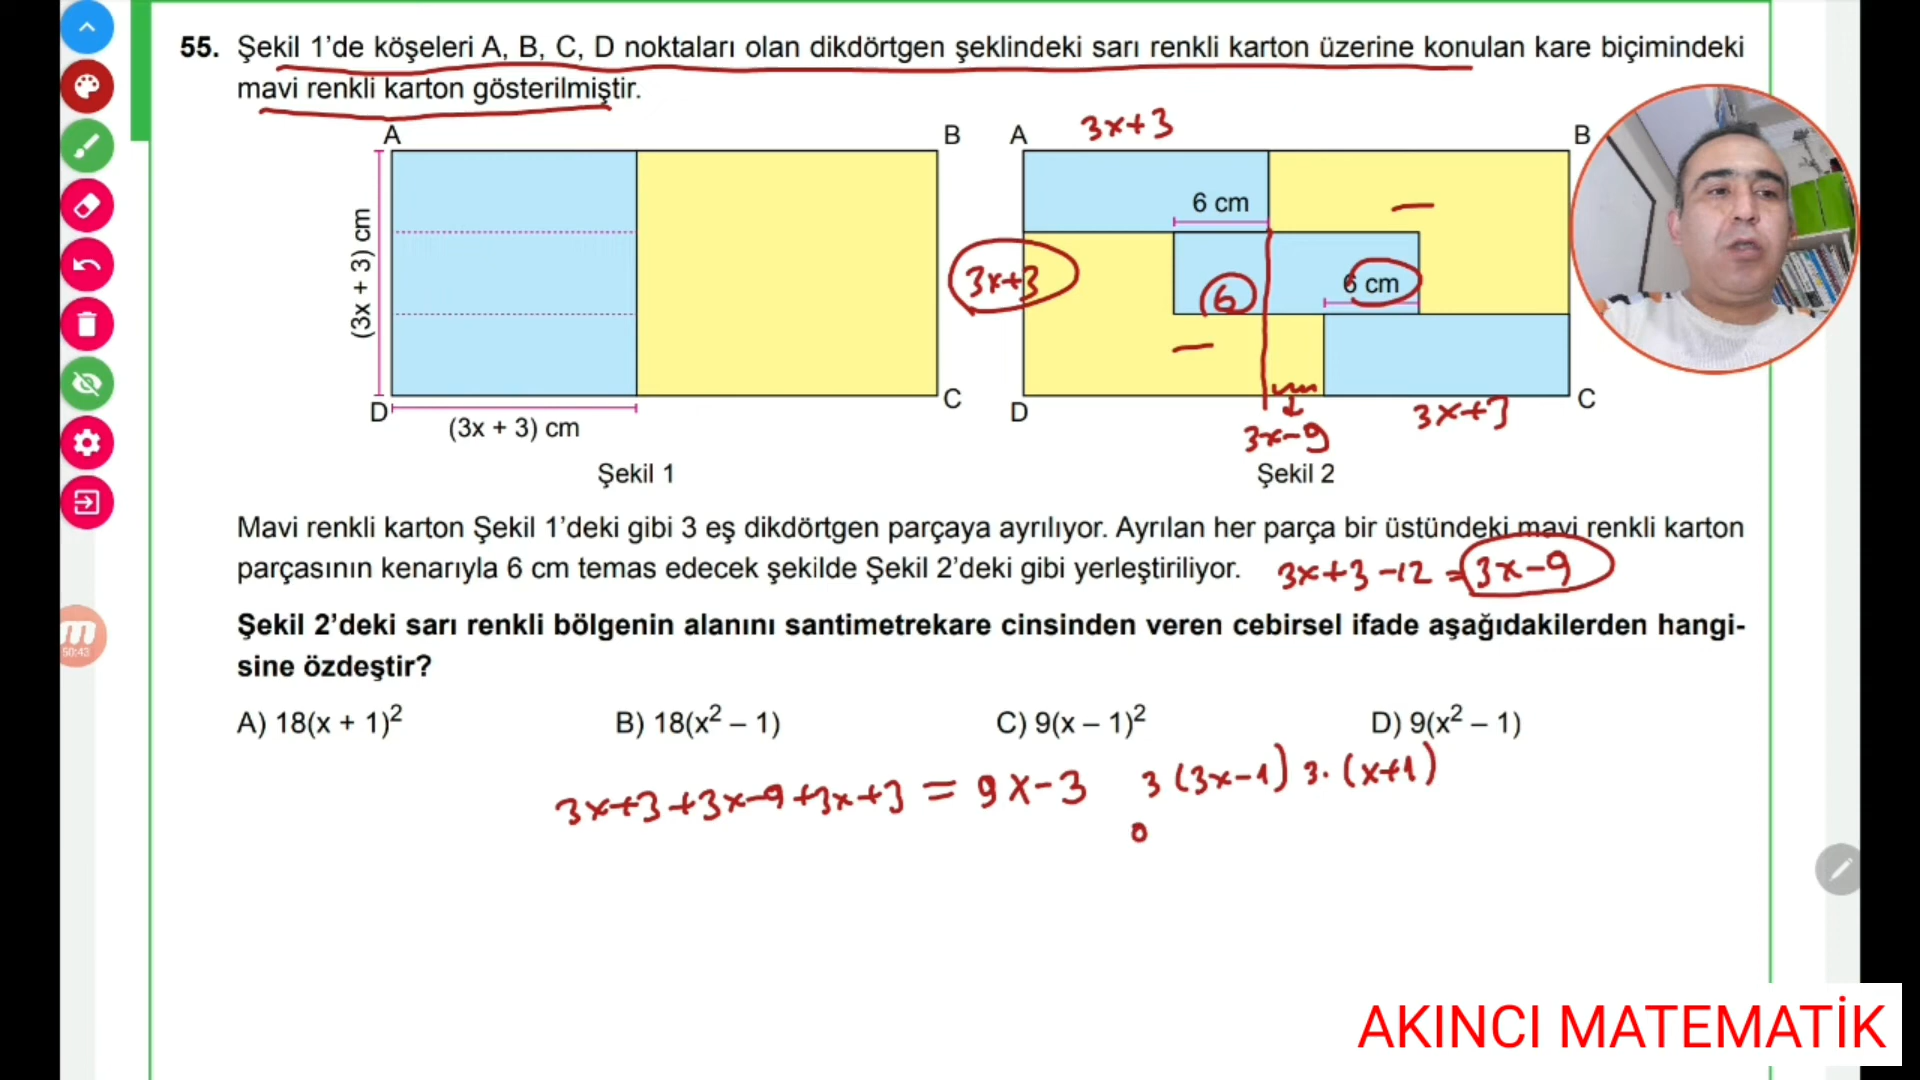 55. Şekil 1'de köşeleri A, B, C, D noktaları olan dikdörtgen şeklindeki sarı renkli karton üzerine konulan kare biçimindeki
mavi renkli karton gösterilmiştir.
A B A 3x+3 B
6 cm
(3x + 3) cm 3x+3 6 6 cm
D C D C
(3x + 3) cm 3x-9 3x+3
Şekil 1 Şekil 2
Mavi renkli karton Şekil 1'deki gibi 3 eş dikdörtgen parçaya ayrılıyor. Ayrılan her parça bir üstündeki mavi renkli karton
parçasının kenarıyla 6 cm temas edecek şekilde Şekil 2'deki gibi yerleştiriliyor. 3x+3-12=3x-9
Şekil 2'deki sarı renkli bölgenin alanını santimetrekare cinsinden veren cebirsel ifade aşağıdakilerden hangi-
sine özdeştir?
A) 18(x + 1)² B) 18(x² – 1) C) 9(x – 1)² D) 9(x² – 1)
3x+3+3x-9+3x+3 = 9x-3 3(3x-1) 3.(x+1)
m
50:43
AKINCI MATEMATİK